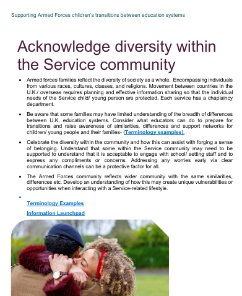 Supporting Armed Forces children's transitions between education systems
Acknowledge diversity within
the Service community
• Armed forces families reflect the diversity of society as a whole. Encompassing individuals
from various races, cultures, classes, and religions. Movement between countries in the
U.K./ overseas requires planning and effective information sharing so that the individual
needs of the Service child/ young person are protected. Each service has a chaplaincy
department.
• Be aware that some families may have limited understanding of the breadth of differences
between U.K. education systems. Consider what educators can do to prepare for
transitions and raise awareness of similarities, differences and support networks for
children/young people and their families- (Terminology examples).
• Celebrate the diversity within the community and how this can assist with forging a sense
of belonging. Understand that some within the Service community may need to be
supported to understand that it is acceptable to engage with school/ setting staff and to
express any compliments or concerns. Addressing any worries early via clear
communication channels can be a protective factor for all.
• The Armed Forces community reflects wider community with the same similarities,
differences etc. Develop an understanding of how this may create unique vulnerabilities or
opportunities when interacting with a Service-related lifestyle.
•
Terminology Examples
Information Launchpad